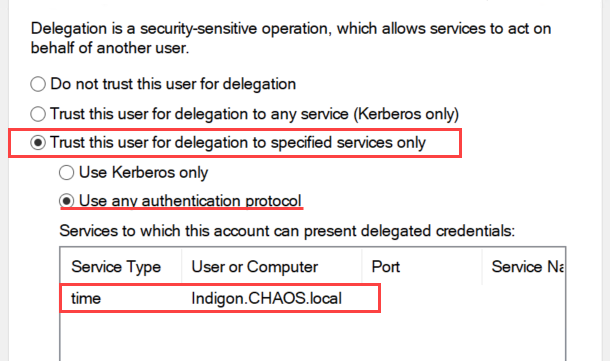 Delegation is a security-sensitive operation, which allows services to act on
behalf of another user.
Do not trust this user for delegation
Trust this user for delegation to any service (Kerberos only)
Trust this user for delegation to specified services only
Use Kerberos only
Use any authentication protocol
Services to which this account can present delegated credentials:
Service Type User or Computer Port Service Na
time Indigon.CHAOS.local